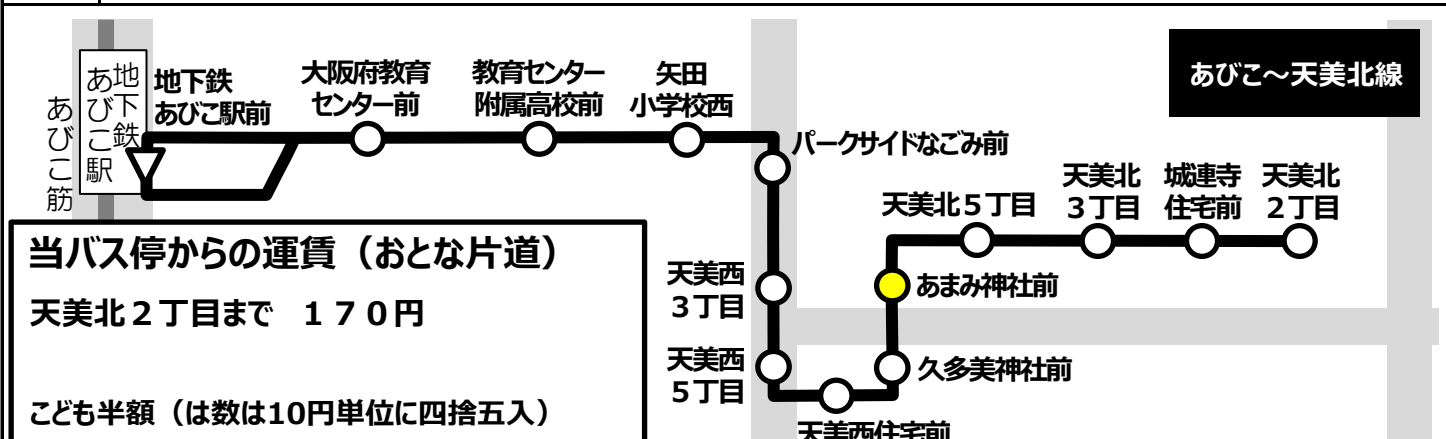 あびこ～天美北線
あびこ筋
地下鉄
あびこ駅
地下鉄
あびこ駅前
大阪府教育
センター前
教育センター
附属高校前
矢田
小学校西
パークサイドなごみ前
天美西
3丁目
天美西
5丁目
天美西住宅前
久多美神社前
あまみ神社前
天美北５丁目
天美北
３丁目
城連寺
住宅前
天美北
２丁目
当バス停からの運賃（おとな片道）
天美北２丁目まで　１７０円
こども半額（は数は10円単位に四捨五入）